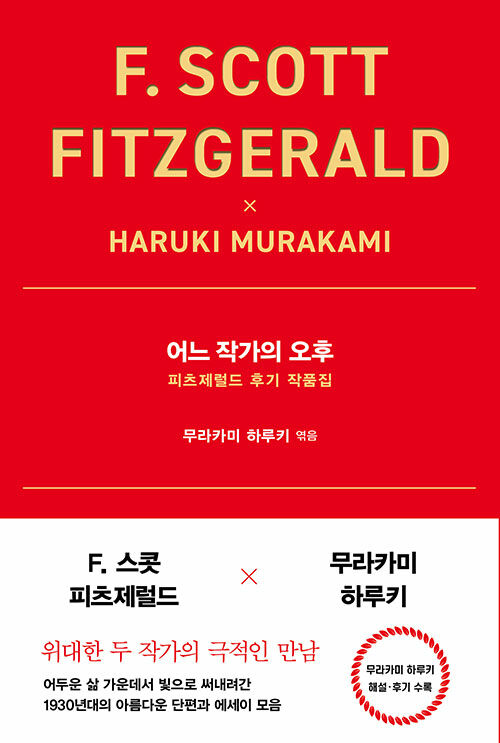 F. SCOTT
FITZGERALD
×
HARUKI MURAKAMI
어느 작가의 오후
피츠제럴드 후기 작품집
무라카미 하루키 엮음
F. 스콧
피츠제럴드
×
무라카미
하루키
위대한 두 작가의 극적인 만남
어두운 삶 가운데서 빛으로 써내려간
1930년대의 아름다운 단편과 에세이 모음
무라카미 하루키
해설·후기 수록